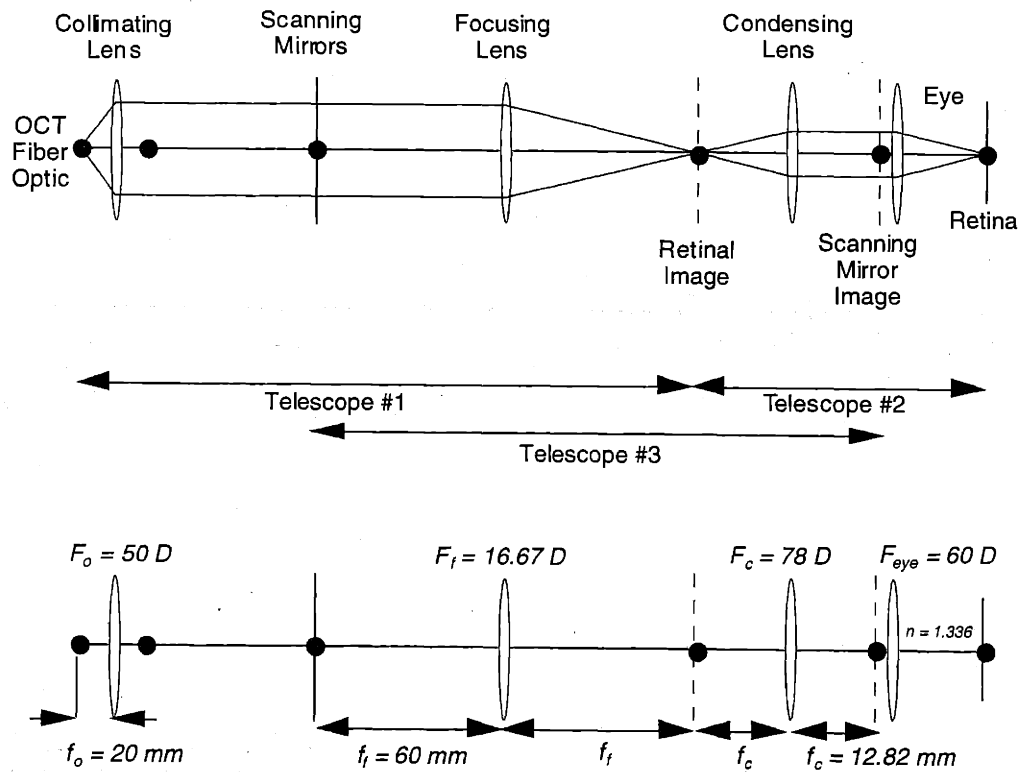 Collimating
Lens
Scanning
Mirrors
Focusing
Lens
Condensing
Lens
Eye
OCT
Fiber
Optic
Retina
Retinal
Image
Scanning
Mirror
Image
Telescope #1
Telescope #2
Telescope #3
F_o = 50 D
F_f = 16.67 D
F_c = 78 D
F_eye = 60 D
n = 1.336
f_o = 20 mm
f_f = 60 mm
f_f
f_c
f_c = 12.82 mm